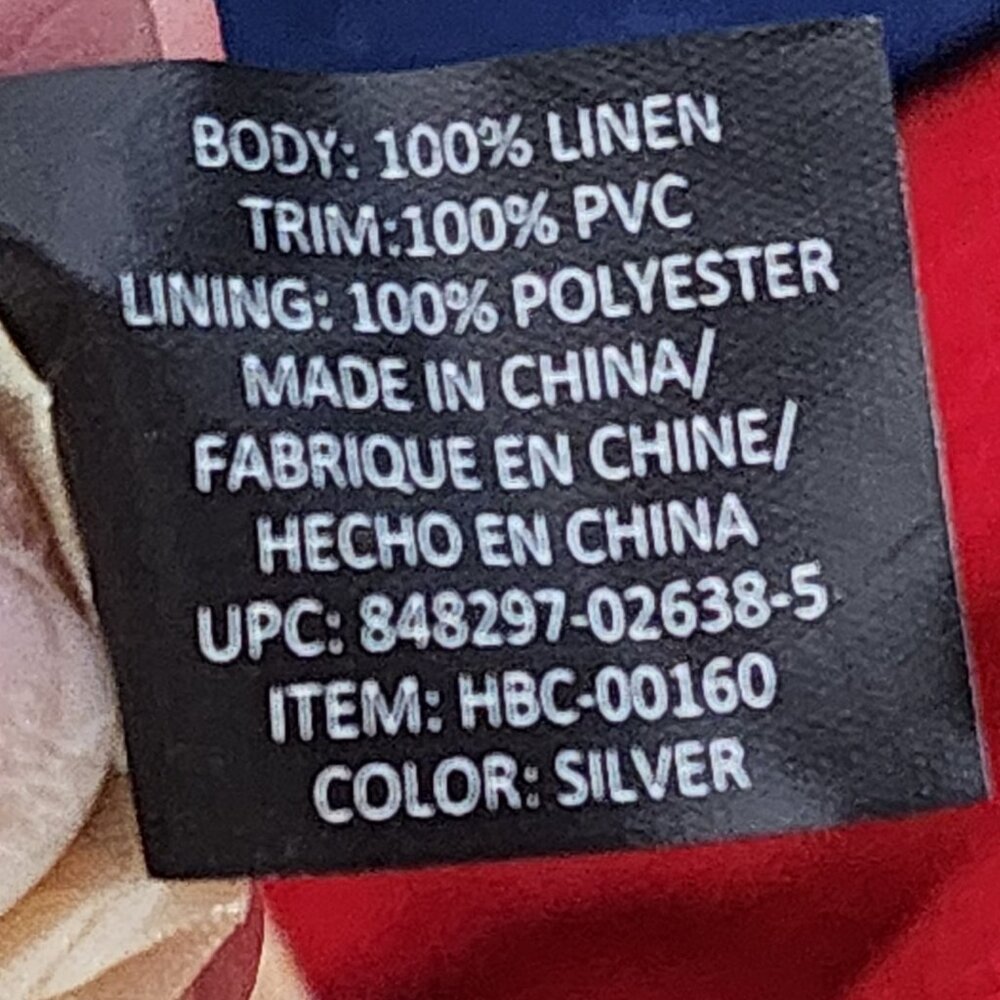 BODY: 100% LINEN
TRIM:100% PVC
LINING: 100% POLYESTER
MADE IN CHINA/
FABRIQUE EN CHINE/
HECHO EN CHINA
UPC: 848297-02638-5
ITEM: HBC-00160
COLOR: SILVER